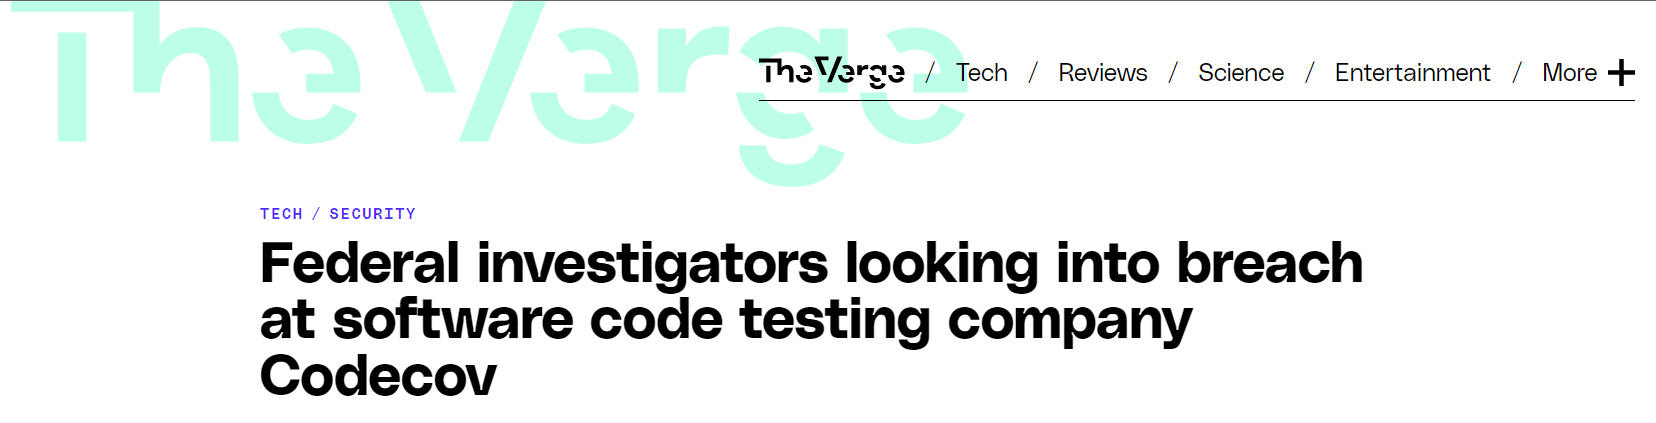 The Verge
The Verge / Tech / Reviews / Science / Entertainment / More +
TECH / SECURITY
Federal investigators looking into breach
at software code testing company
Codecov